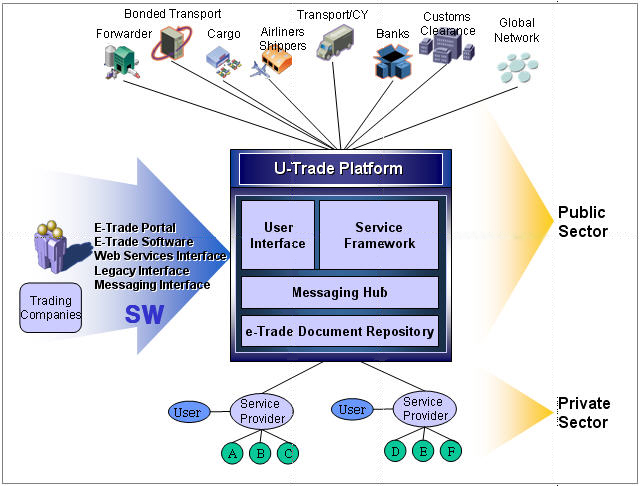 Bonded Transport
Forwarder
Cargo
Airliners
Shippers
Transport/CY
Banks
Customs
Clearance
Global
Network
U-Trade Platform
User
Interface
Service
Framework
Messaging Hub
e-Trade Document Repository
E-Trade Portal
E-Trade Software
Web Services Interface
Legacy Interface
Messaging Interface
SW
Trading
Companies
Public
Sector
User
Service
Provider
A B C
User
Service
Provider
D E F
Private
Sector